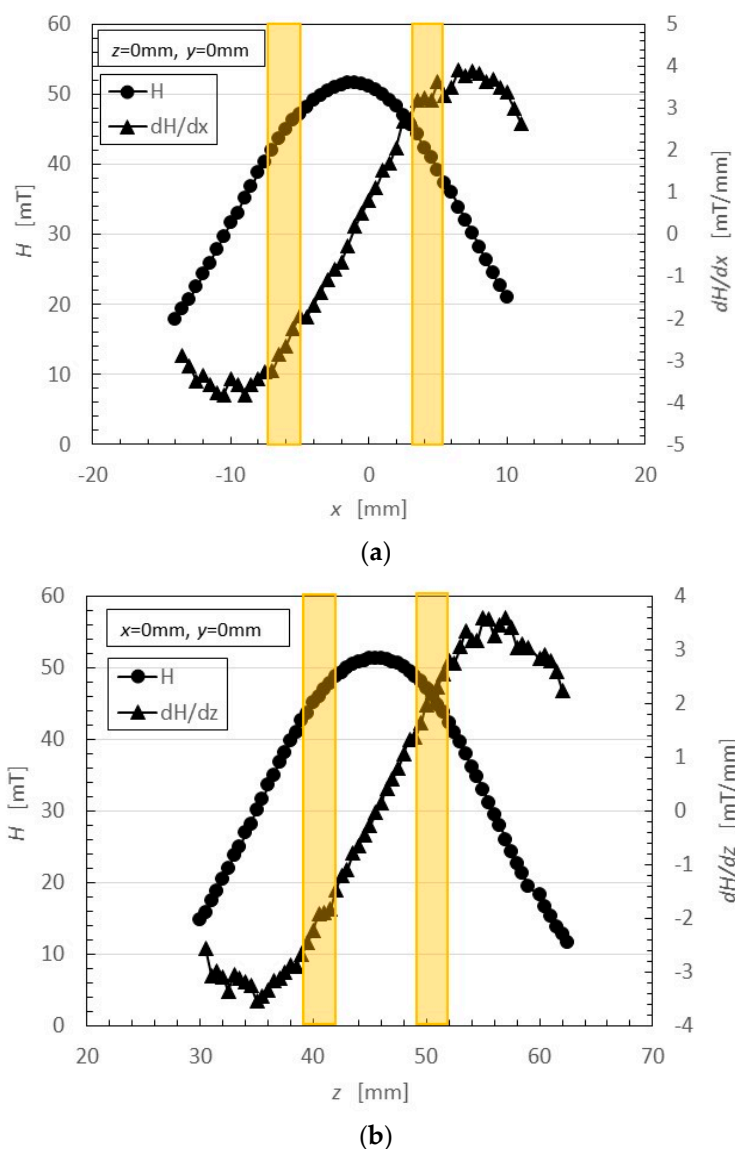 z=0mm, y=0mm
H
dH/dx
60
50
40
30
20
10
0
H [mT]
5
4
3
2
1
0
-1
-2
-3
-4
-5
dH/dx [mT/mm]
-20 -10 0 10 20
x [mm]
(a)
x=0mm, y=0mm
H
dH/dz
60
50
40
30
20
10
0
H [mT]
4
3
2
1
0
-1
-2
-3
-4
dH/dz [mT/mm]
20 30 40 50 60 70
z [mm]
(b)